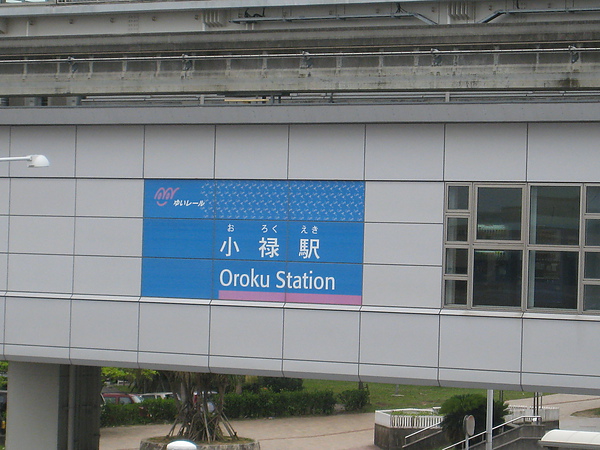 ゆいレール
お ろく えき
小禄駅
Oroku Station